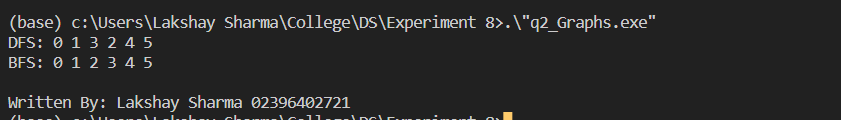 (base) c:\Users\Lakshay Sharma\College\DS\Experiment 8>.\"q2_Graphs.exe"
DFS: 0 1 3 2 4 5
BFS: 0 1 2 3 4 5
Written By: Lakshay Sharma 02396402721
(base) c:\Users\Lakshay Sharma\College\DS\Experiment 8>